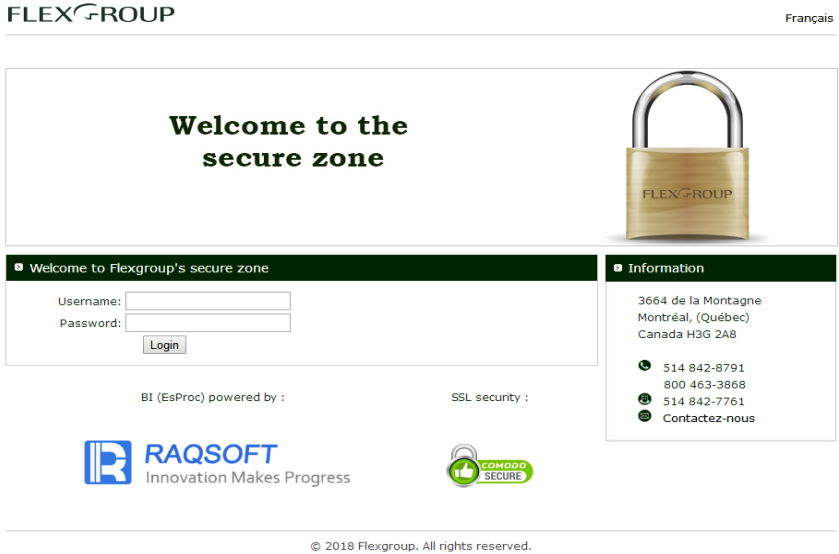 FLEXGROUP
Français
Welcome to the
secure zone
FLEXGROUP
Welcome to Flexgroup's secure zone
Username:
Password:
Login
BI (EsProc) powered by :
SSL security :
RAQSOFT
Innovation Makes Progress
COMODO
SECURE
Information
3664 de la Montagne
Montréal, (Québec)
Canada H3G 2A8
514 842-8791
800 463-3868
514 842-7761
Contactez-nous
© 2018 Flexgroup. All rights reserved.